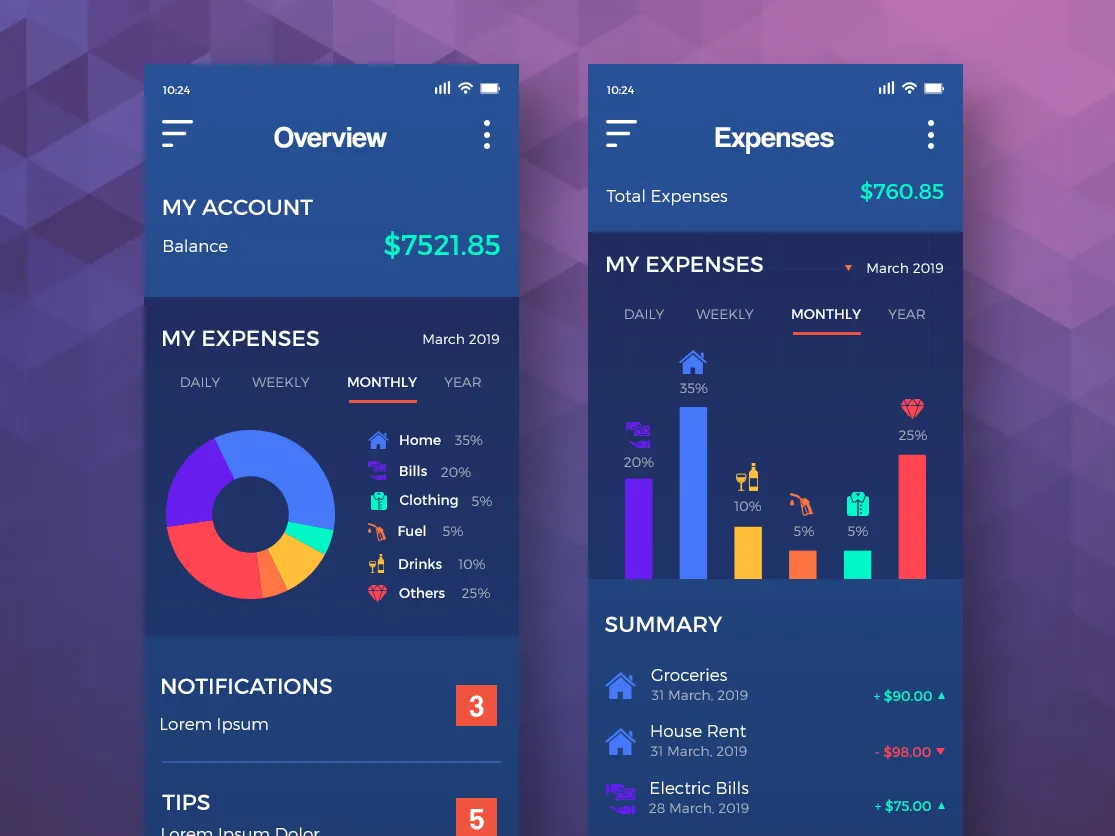 10:24
Overview
MY ACCOUNT
Balance $7521.85
MY EXPENSES March 2019
DAILY WEEKLY MONTHLY YEAR
Home 35%
Bills 20%
Clothing 5%
Fuel 5%
Drinks 10%
Others 25%
NOTIFICATIONS 3
Lorem Ipsum
TIPS 5
Lorem Ipsum Dolor
10:24
Expenses
Total Expenses $760.85
MY EXPENSES March 2019
DAILY WEEKLY MONTHLY YEAR
20%
35%
10%
5%
5%
25%
SUMMARY
Groceries
31 March, 2019 + $90.00
House Rent
31 March, 2019 - $98.00
Electric Bills
28 March, 2019 + $75.00